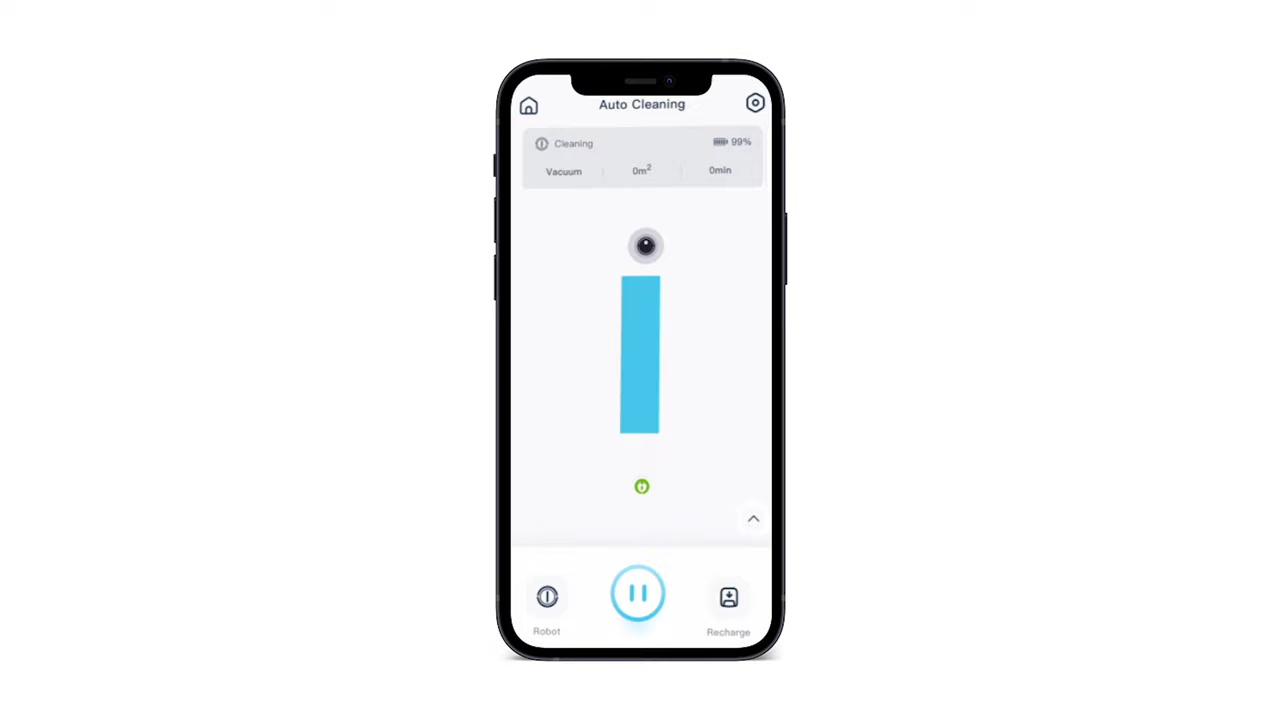 Auto Cleaning
Cleaning 99%
Vacuum 0m² 0min
Robot Recharge